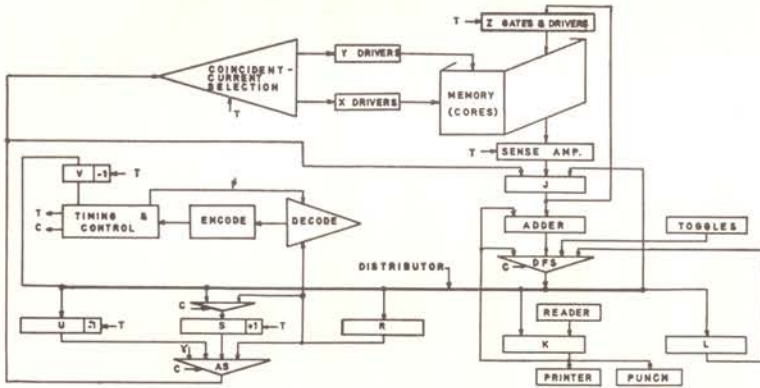 T
Z GATES & DRIVERS
COINCIDENT-
CURRENT
SELECTION
T
Y DRIVERS
X DRIVERS
MEMORY
(CORES)
T
SENSE AMP.
J
V
-1
T
TIMING &
CONTROL
T
C
ENCODE
DECODE
ADDER
TOGGLES
C
DFS
DISTRIBUTOR
C
U
T
S
+1
T
R
READER
K
L
C
AS
PRINTER
PUNCH